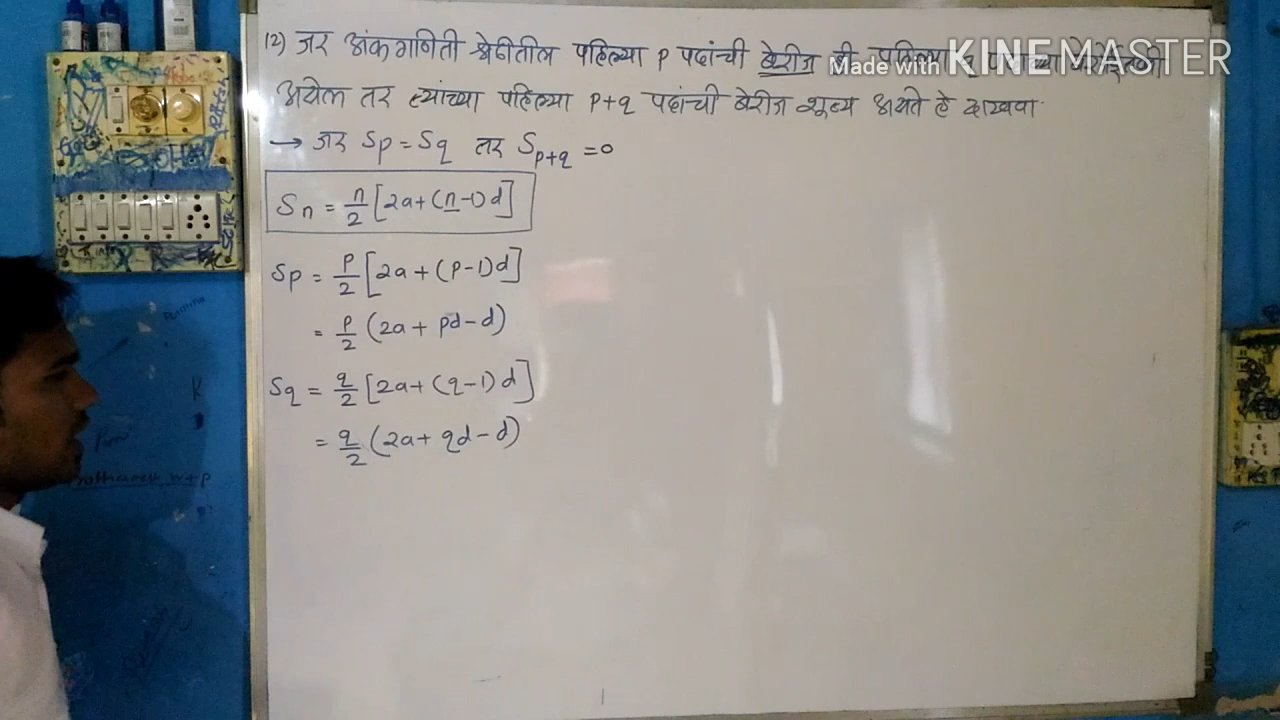 12) जर अंकगणिती श्रेढीतील पहिल्या p पदांची बेरीज ही पहिल्या q
Made with KINEMASTER
असेल तर त्यांच्या पहिल्या p+q पदांची बेरीज शून्य असते हे दाखवा.
→ जर Sp = Sq तर Sp+q = 0
Sn = n/2 [2a+(n-1)d]
Sp = p/2 [2a+(p-1)d]
= p/2 (2a+pd-d)
Sq = q/2 [2a+(q-1)d]
= q/2 (2a+qd-d)